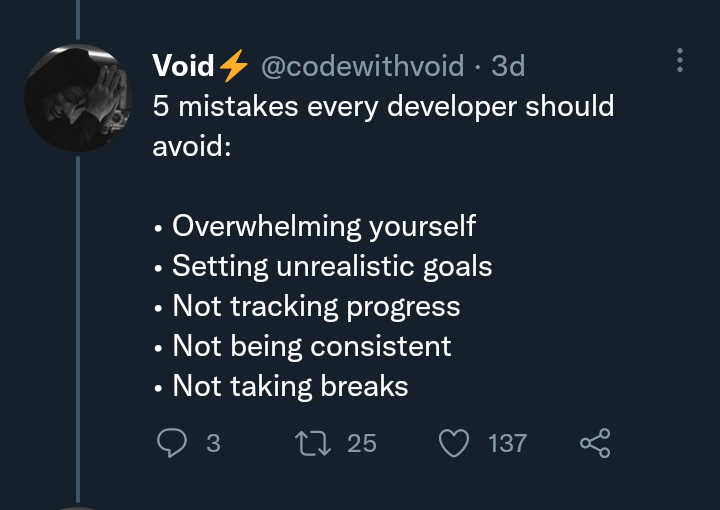 Void⚡ @codewithvoid · 3d
5 mistakes every developer should
avoid:
• Overwhelming yourself
• Setting unrealistic goals
• Not tracking progress
• Not being consistent
• Not taking breaks
3 25 137